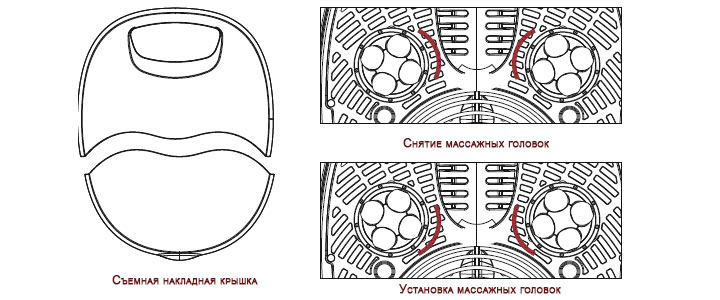 Снятие массажных головок
Съемная накладная крышка
Установка массажных головок